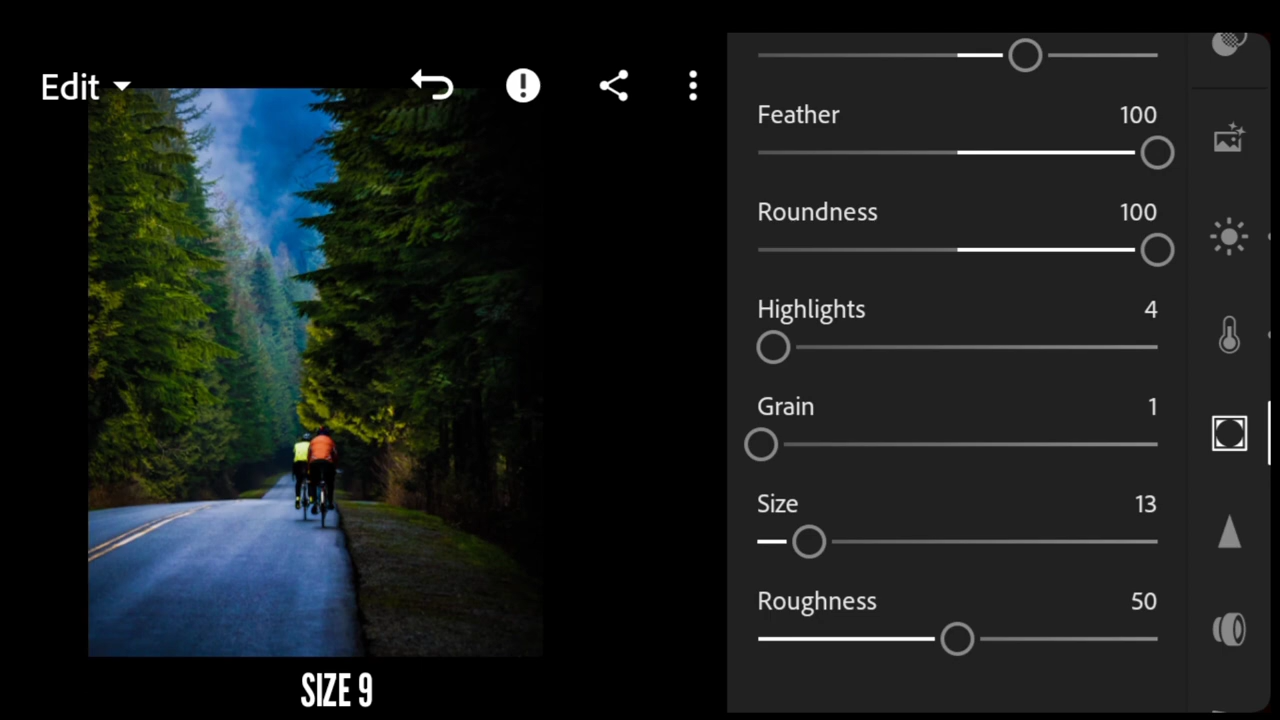 Edit
Feather 100
Roundness 100
Highlights 4
Grain 1
Size 13
Roughness 50
SIZE 9